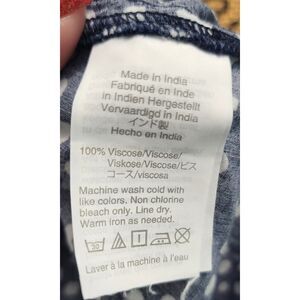 Made in India
Fabriqué en Inde
in Indien Hergestellt
Vervaardigd in India
インド製
Hecho en India
100% Viscose/Viscose/
Viskose/Viscose/ビス
コース/viscosa
Machine wash cold with
like colors. Non chlorine
bleach only. Line dry.
Warm iron as needed.
30
Laver à la machine à l'eau